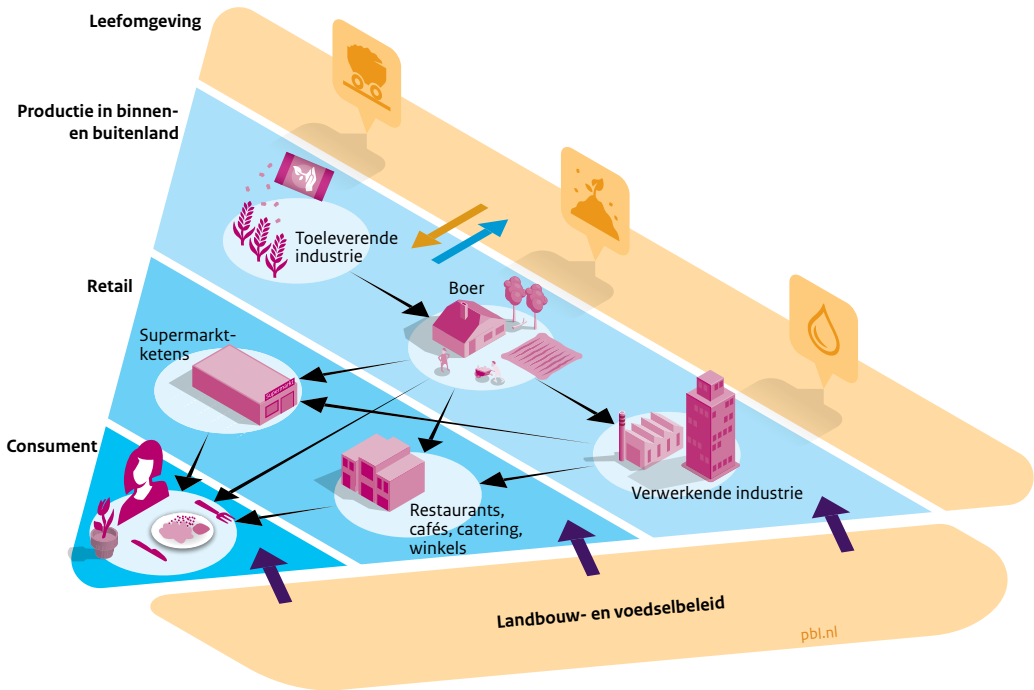 Leefomgeving
Productie in binnen-
en buitenland
Toeleverende
industrie
Boer
Retail
Supermarkt-
ketens
Supermarkt
Consument
Verwerkende industrie
Restaurants,
cafés, catering,
winkels
Landbouw- en voedselbeleid
pbl.nl